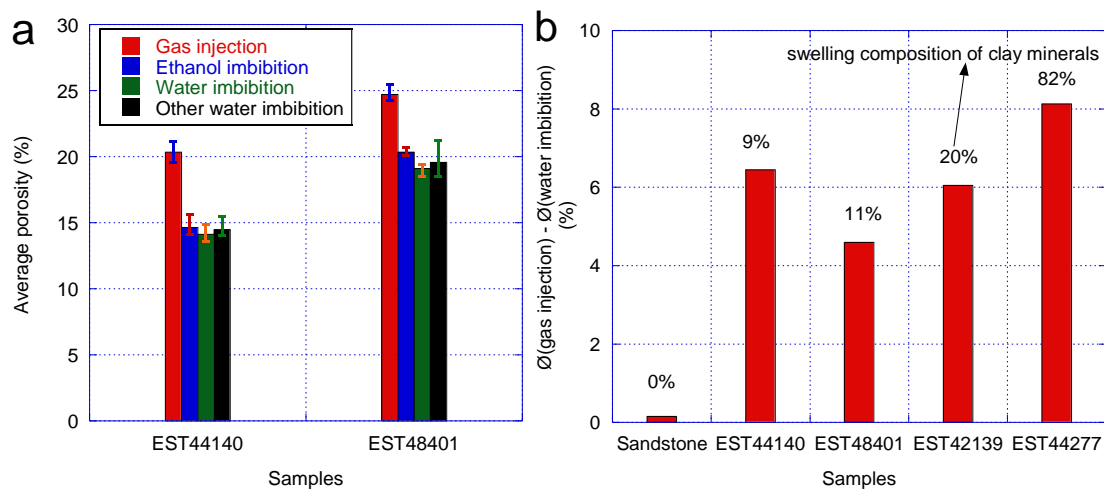 a
30
25
20
15
10
5
0
Average porosity (%)
Gas injection
Ethanol imbibition
Water imbibition
Other water imbibition
EST44140
EST48401
Samples
b
10
8
6
4
2
0
Ø(gas injection) - Ø(water imbibition)
(%)
swelling composition of clay minerals
0%
9%
11%
20%
82%
Sandstone
EST44140
EST48401
EST42139
EST44277
Samples